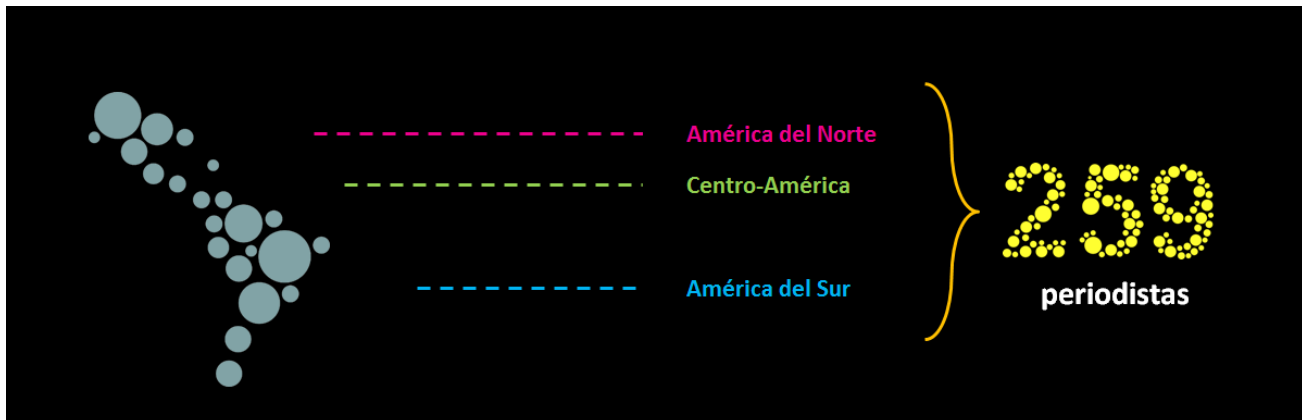 América del Norte
Centro-América
América del Sur
259
periodistas